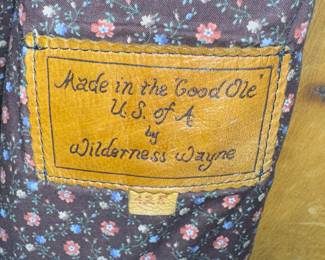 Made in the 'Good Ole'
U.S. of A
by
Wilderness Wayne